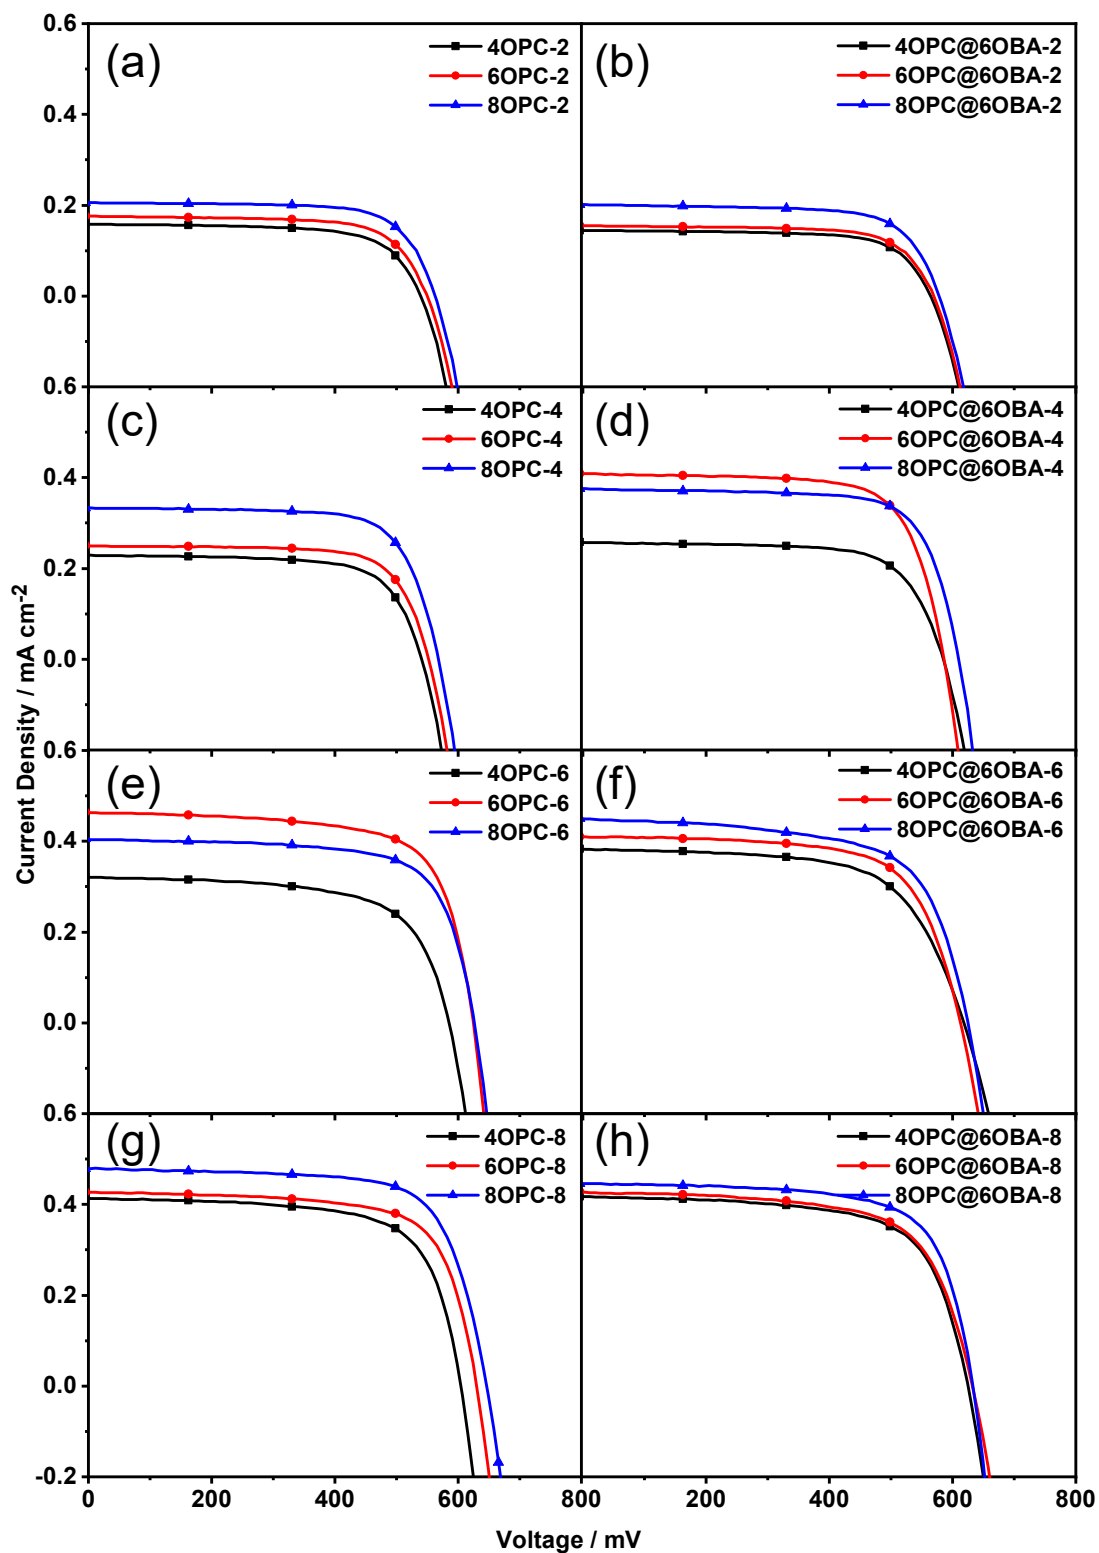 0.6
(a)
4OPC-2
6OPC-2
8OPC-2
(b)
4OPC@6OBA-2
6OPC@6OBA-2
8OPC@6OBA-2
0.4
0.2
0.0
0.6
(c)
4OPC-4
6OPC-4
8OPC-4
(d)
4OPC@6OBA-4
6OPC@6OBA-4
8OPC@6OBA-4
0.4
0.2
0.0
0.6
(e)
4OPC-6
6OPC-6
8OPC-6
(f)
4OPC@6OBA-6
6OPC@6OBA-6
8OPC@6OBA-6
0.4
0.2
0.0
0.6
(g)
4OPC-8
6OPC-8
8OPC-8
(h)
4OPC@6OBA-8
6OPC@6OBA-8
8OPC@6OBA-8
0.4
0.2
0.0
-0.2
Current Density / mA cm-2
0 200 400 600 800 200 400 600 800
Voltage / mV